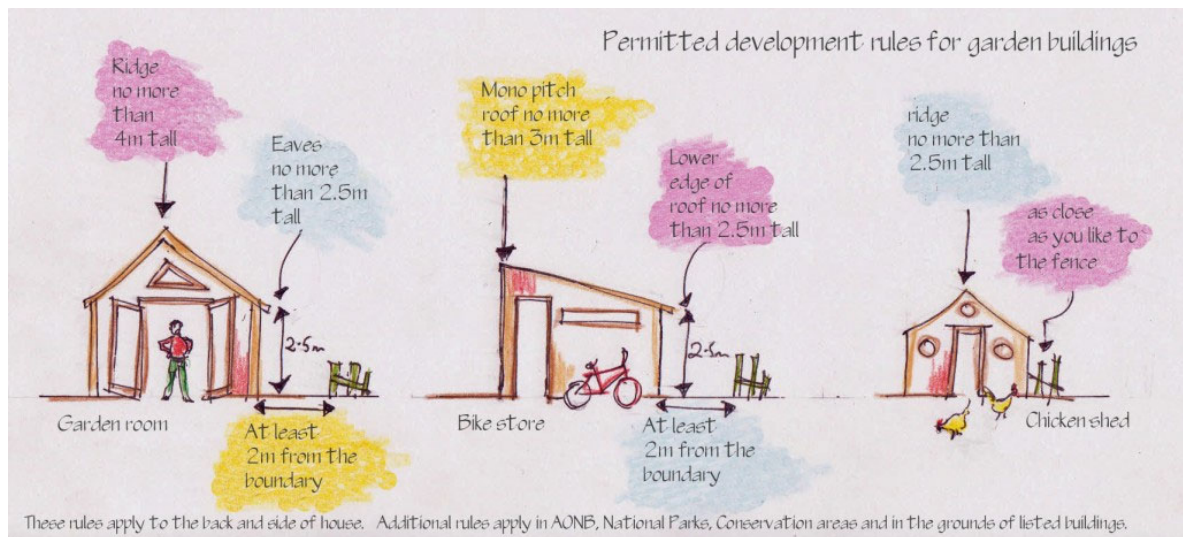 Permitted development rules for garden buildings
Ridge
no more
than
4m tall
Eaves
no more
than 2.5m
tall
2.5m
Garden room
At least
2m from the
boundary
Mono pitch
roof no more
than 3m tall
Lower
edge of
roof no more
than 2.5m tall
2.5m
Bike store
At least
2m from the
boundary
ridge
no more than
2.5m tall
as close
as you like to
the fence
Chicken shed
These rules apply to the back and side of house. Additional rules apply in AONB, National Parks, Conservation areas and in the grounds of listed buildings.